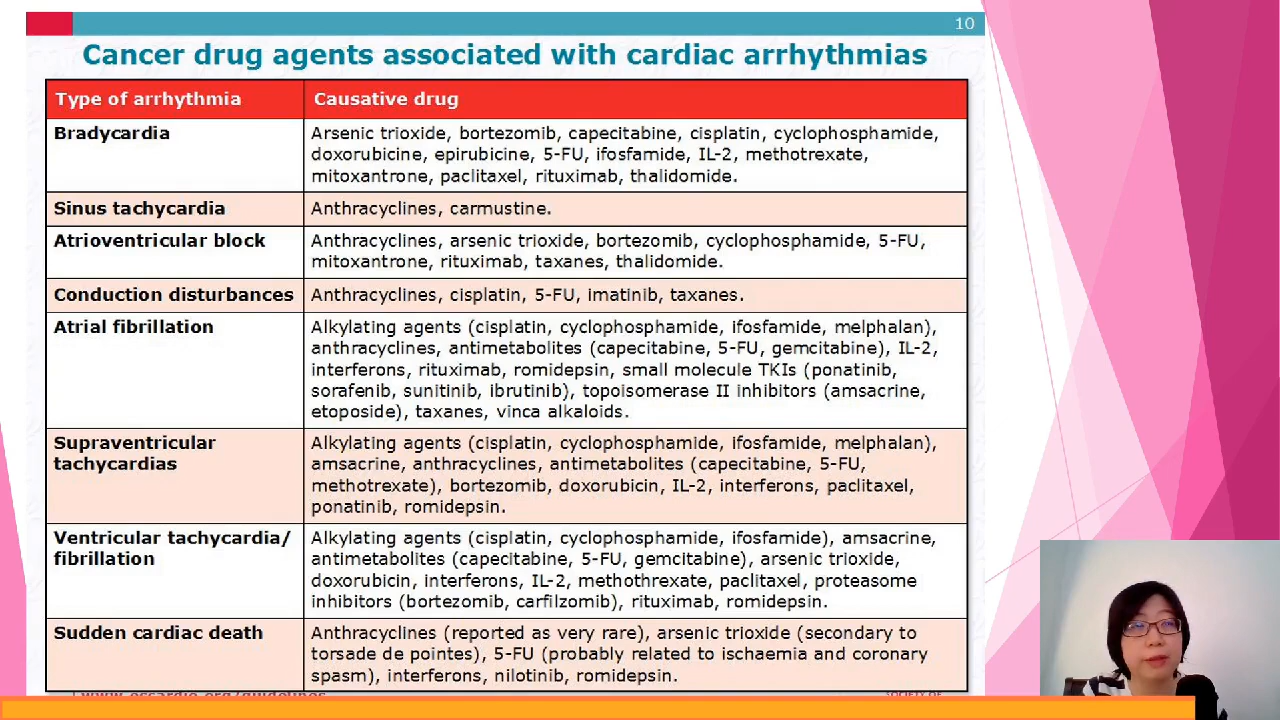 10
Cancer drug agents associated with cardiac arrhythmias
Type of arrhythmia
Causative drug
Bradycardia
Arsenic trioxide, bortezomib, capecitabine, cisplatin, cyclophosphamide,
doxorubicine, epirubicine, 5-FU, ifosfamide, IL-2, methotrexate,
mitoxantrone, paclitaxel, rituximab, thalidomide.
Sinus tachycardia
Anthracyclines, carmustine.
Atrioventricular block
Anthracyclines, arsenic trioxide, bortezomib, cyclophosphamide, 5-FU,
mitoxantrone, rituximab, taxanes, thalidomide.
Conduction disturbances
Anthracyclines, cisplatin, 5-FU, imatinib, taxanes.
Atrial fibrillation
Alkylating agents (cisplatin, cyclophosphamide, ifosfamide, melphalan),
anthracyclines, antimetabolites (capecitabine, 5-FU, gemcitabine), IL-2,
interferons, rituximab, romidepsin, small molecule TKIs (ponatinib,
sorafenib, sunitinib, ibrutinib), topoisomerase II inhibitors (amsacrine,
etoposide), taxanes, vinca alkaloids.
Supraventricular
tachycardias
Alkylating agents (cisplatin, cyclophosphamide, ifosfamide, melphalan),
amsacrine, anthracyclines, antimetabolites (capecitabine, 5-FU,
methotrexate), bortezomib, doxorubicin, IL-2, interferons, paclitaxel,
ponatinib, romidepsin.
Ventricular tachycardia/
fibrillation
Alkylating agents (cisplatin, cyclophosphamide, ifosfamide), amsacrine,
antimetabolites (capecitabine, 5-FU, gemcitabine), arsenic trioxide,
doxorubicin, interferons, IL-2, methothrexate, paclitaxel, proteasome
inhibitors (bortezomib, carfilzomib), rituximab, romidepsin.
Sudden cardiac death
Anthracyclines (reported as very rare), arsenic trioxide (secondary to
torsade de pointes), 5-FU (probably related to ischaemia and coronary
spasm), interferons, nilotinib, romidepsin.